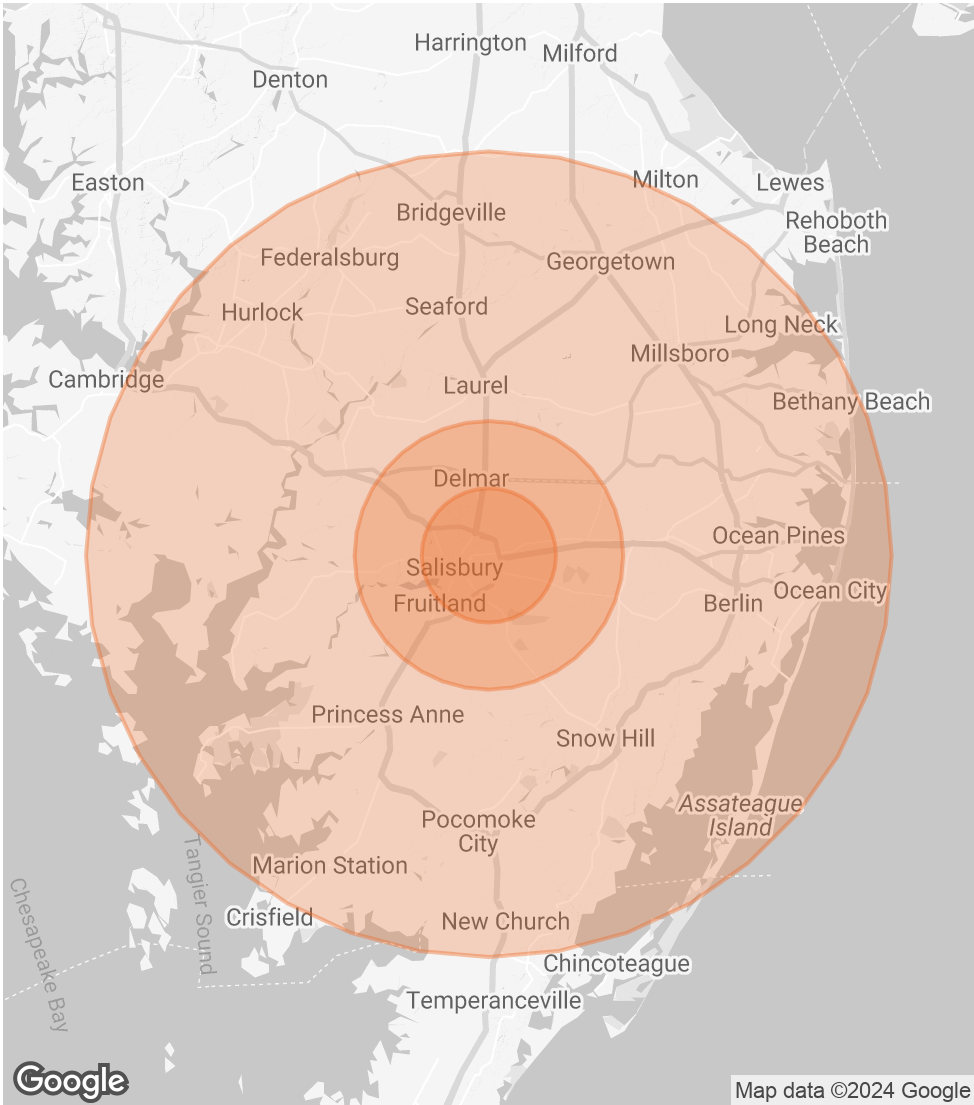 Harrington
Milford
Denton
Easton
Milton
Lewes
Bridgeville
Rehoboth
Beach
Federalsburg
Georgetown
Hurlock
Seaford
Long Neck
Millsboro
Cambridge
Laurel
Bethany Beach
Delmar
Ocean Pines
Salisbury
Ocean City
Fruitland
Berlin
Princess Anne
Snow Hill
Assateague
Island
Pocomoke
City
Marion Station
Tangier Sound
Chesapeake Bay
Crisfield
New Church
Chincoteague
Temperanceville
Google
Map data ©2024 Google